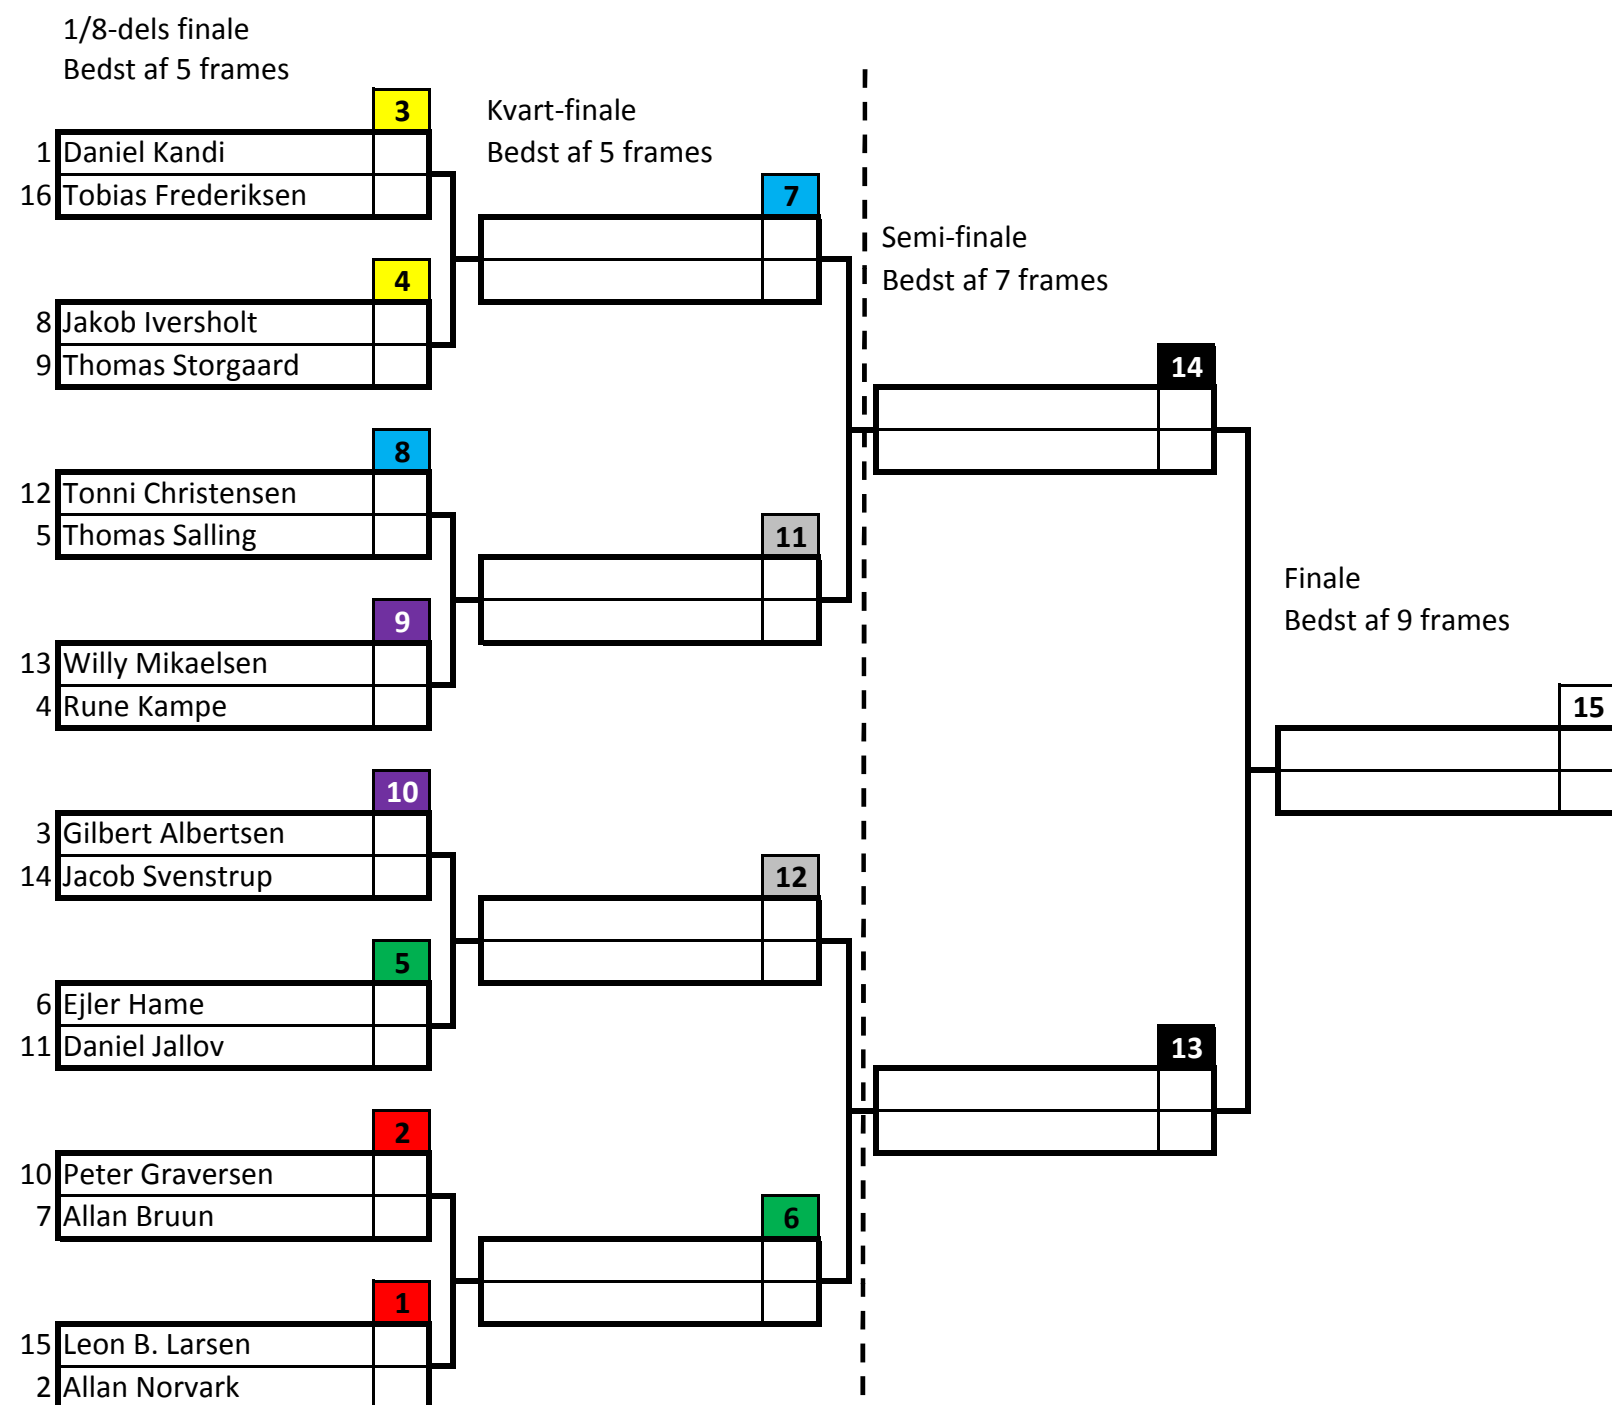 1/8-dels finale
Bedst af 5 frames
3
1 Daniel Kandi
16 Tobias Frederiksen
4
8 Jakob Iversholt
9 Thomas Storgaard
8
12 Tonni Christensen
5 Thomas Salling
9
13 Willy Mikaelsen
4 Rune Kampe
10
3 Gilbert Albertsen
14 Jacob Svenstrup
5
6 Ejler Hame
11 Daniel Jallov
2
10 Peter Graversen
7 Allan Bruun
1
15 Leon B. Larsen
2 Allan Norvark
Kvart-finale
Bedst af 5 frames
7
11
12
6
Semi-finale
Bedst af 7 frames
14
13
Finale
Bedst af 9 frames
15